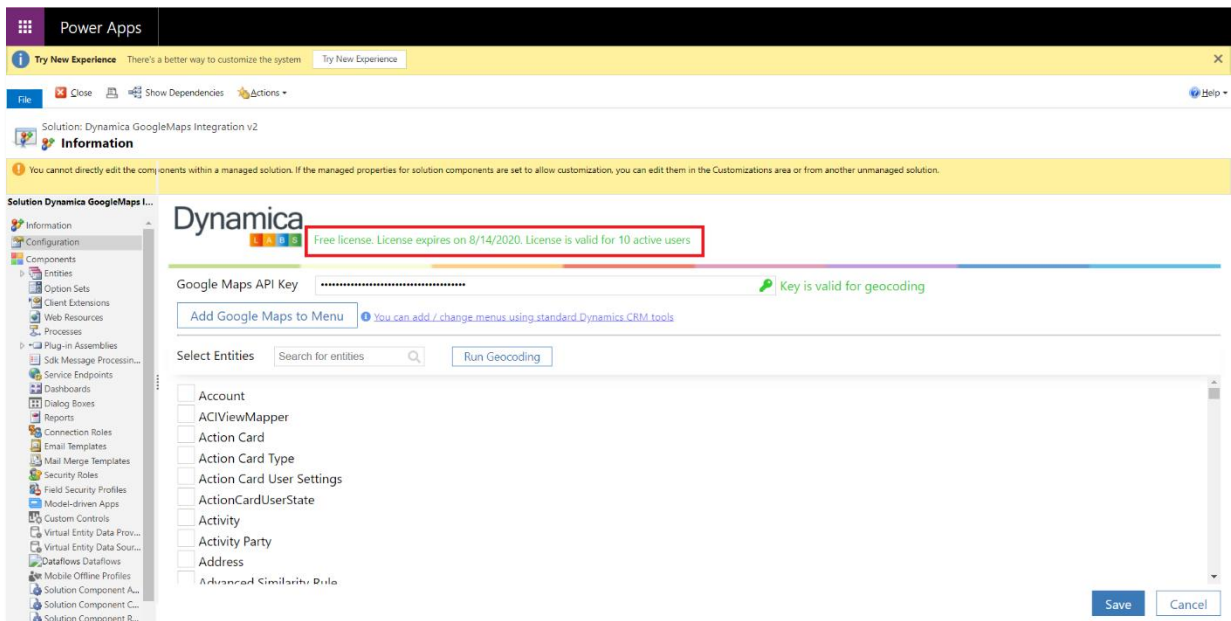 Power Apps
Try New Experience There's a better way to customize the system Try New Experience
File Close Show Dependencies Actions Help
Solution: Dynamica GoogleMaps Integration v2
Information
You cannot directly edit the components within a managed solution. If the managed properties for solution components are set to allow customization, you can edit them in the Customizations area or from another unmanaged solution.
Solution Dynamica GoogleMaps I...
Information
Configuration
Components
Entities
Option Sets
Client Extensions
Web Resources
Processes
Plug-in Assemblies
Sdk Message Processin...
Service Endpoints
Dashboards
Dialog Boxes
Reports
Connection Roles
Email Templates
Mail Merge Templates
Security Roles
Field Security Profiles
Model-driven Apps
Custom Controls
Virtual Entity Data Prov...
Virtual Entity Data Sour...
Dataflows Dataflows
Mobile Offline Profiles
Solution Component A...
Solution Component C...
Solution Component R...
Dynamica
LABS
Free license. License expires on 8/14/2020. License is valid for 10 active users
Google Maps API Key Key is valid for geocoding
Add Google Maps to Menu You can add / change menus using standard Dynamics CRM tools
Select Entities Search for entities Run Geocoding
Account
ACIViewMapper
Action Card
Action Card Type
Action Card User Settings
ActionCardUserState
Activity
Activity Party
Address
Advanced Similarity Rule
Save Cancel